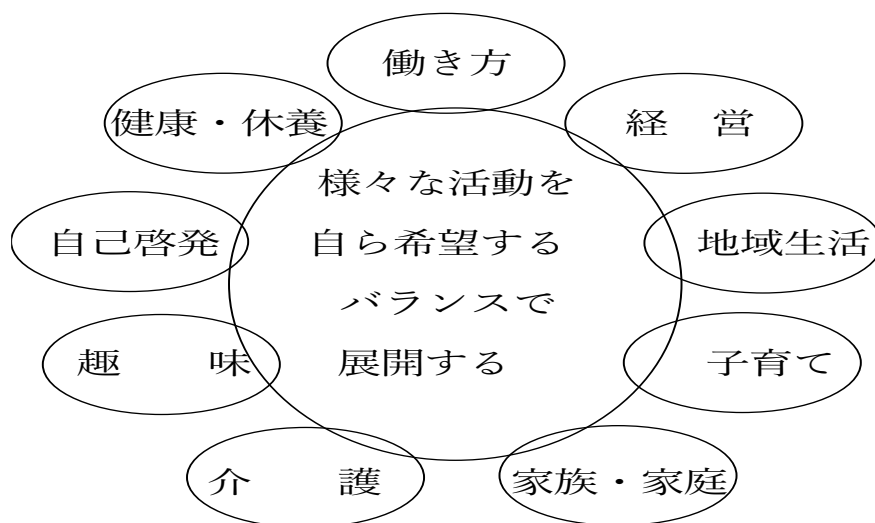 働き方
健康・休養
経　営
様々な活動を
自ら希望する
バランスで
展開する
自己啓発
地域生活
趣　　味
子育て
介　　護
家族・家庭